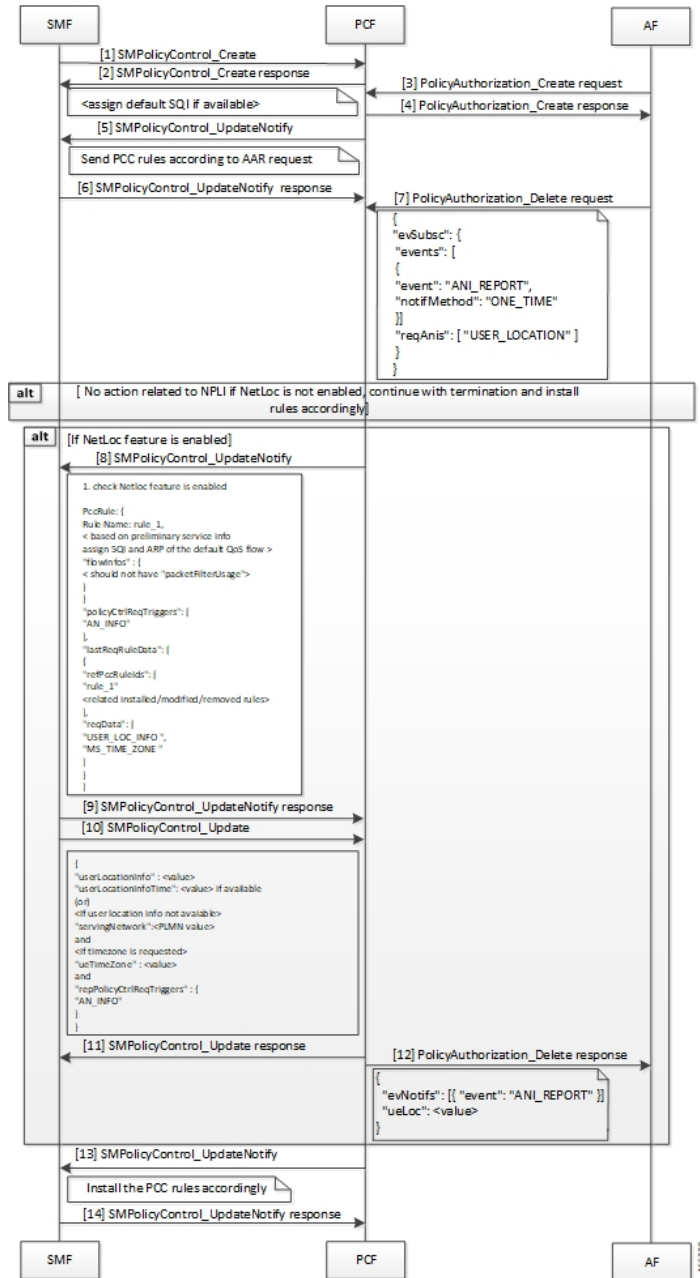 SMF
PCF
AF
[1] SMPolicyControl_Create
[2] SMPolicyControl_Create response
[3] PolicyAuthorization_Create request
<assign default 5QI if available>
[4] PolicyAuthorization_Create response
[5] SMPolicyControl_UpdateNotify
Send PCC rules according to AAR request
[6] SMPolicyControl_UpdateNotify response
[7] PolicyAuthorization_Delete request
{
"evSubsc": {
"events": [
{
"event": "ANI_REPORT",
"notifMethod": "ONE_TIME"
}]
"reqAnis": [ "USER_LOCATION" ]
}
}
alt
[ No action related to NPLI if NetLoc is not enabled, continue with termination and install
rules accordingly]
alt
[If NetLoc feature is enabled]
[8] SMPolicyControl_UpdateNotify
1. check Netloc feature is enabled
PccRule: {
Rule Name: rule_1,
< based on preliminary service info
assign 5QI and ARP of the default QoS flow >
"flowInfos" : {
< should not have "packetFilterUsage">
}
}
"policyCtrlReqTriggers": [
"AN_INFO"
],
"lastReqRuleData": [
{
"refPccRuleIds": [
"rule_1"
<related installed/modified/removed rules>
],
"reqData": [
"USER_LOC_INFO ",
"MS_TIME_ZONE "
]
}
]
[9] SMPolicyControl_UpdateNotify response
[10] SMPolicyControl_Update
{
"userLocationInfo" : <value>
"userLocationInfoTime": <value> if available
(or)
<if user location info not available>
"servingNetwork":<PLMN value>
and
<if timezone is requested>
"ueTimeZone" : <value>
and
"repPolicyCtrlReqTriggers" : {
"AN_INFO"
}
}
[11] SMPolicyControl_Update response
[12] PolicyAuthorization_Delete response
{
"evNotifs": [{ "event": "ANI_REPORT" }]
"ueLoc": <value>
}
[13] SMPolicyControl_UpdateNotify
Install the PCC rules accordingly
[14] SMPolicyControl_UpdateNotify response
SMF
PCF
AF